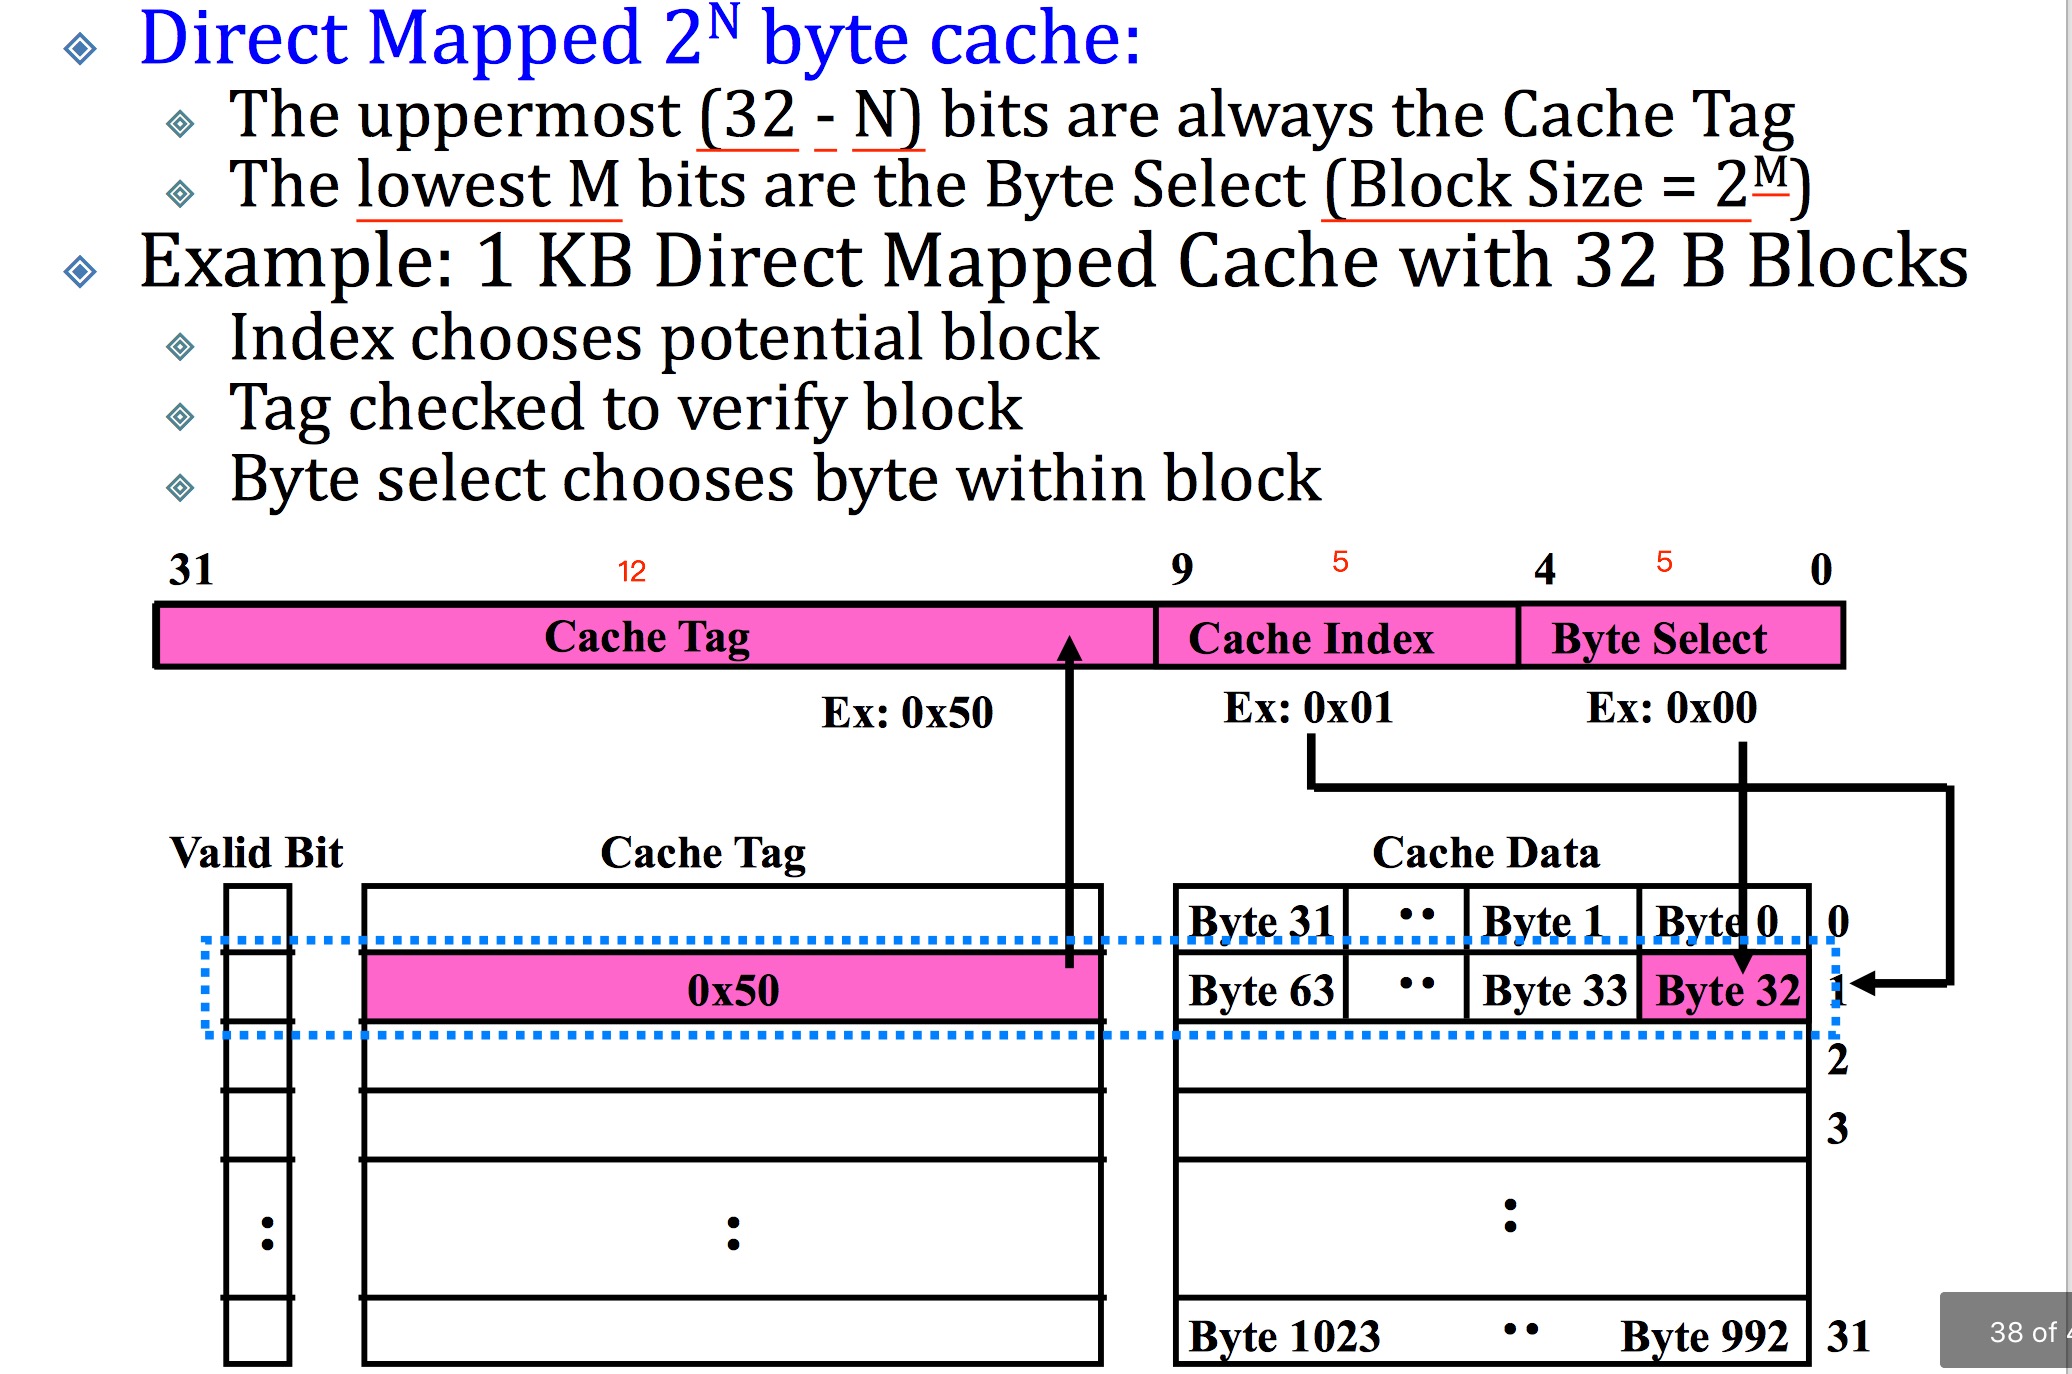 Direct Mapped 2^N byte cache:
The uppermost (32 - N) bits are always the Cache Tag
The lowest M bits are the Byte Select (Block Size = 2^M)
Example: 1 KB Direct Mapped Cache with 32 B Blocks
Index chooses potential block
Tag checked to verify block
Byte select chooses byte within block
31 12 9 5 4 5 0
Cache Tag Cache Index Byte Select
Ex: 0x50 Ex: 0x01 Ex: 0x00
Valid Bit Cache Tag Cache Data
Byte 31 •• Byte 1 Byte 0 0
0x50 Byte 63 •• Byte 33 Byte 32 1
2
3
: : :
Byte 1023 •• Byte 992 31
38 of